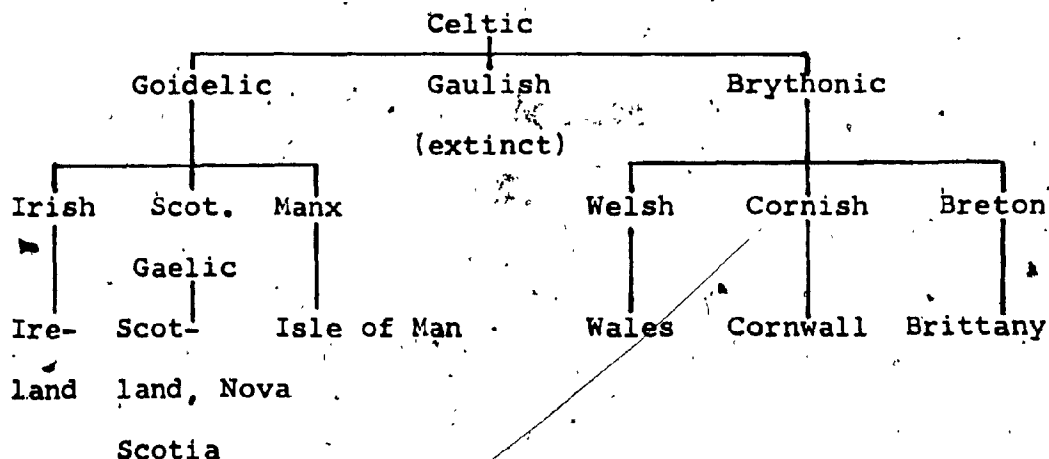 Celtic
Goidelic Gaulish Brythonic
(extinct)
Irish Scot. Manx Welsh Cornish Breton
Gaelic
Ire- Scot- Isle of Man Wales Cornwall Brittany
land land, Nova
Scotia